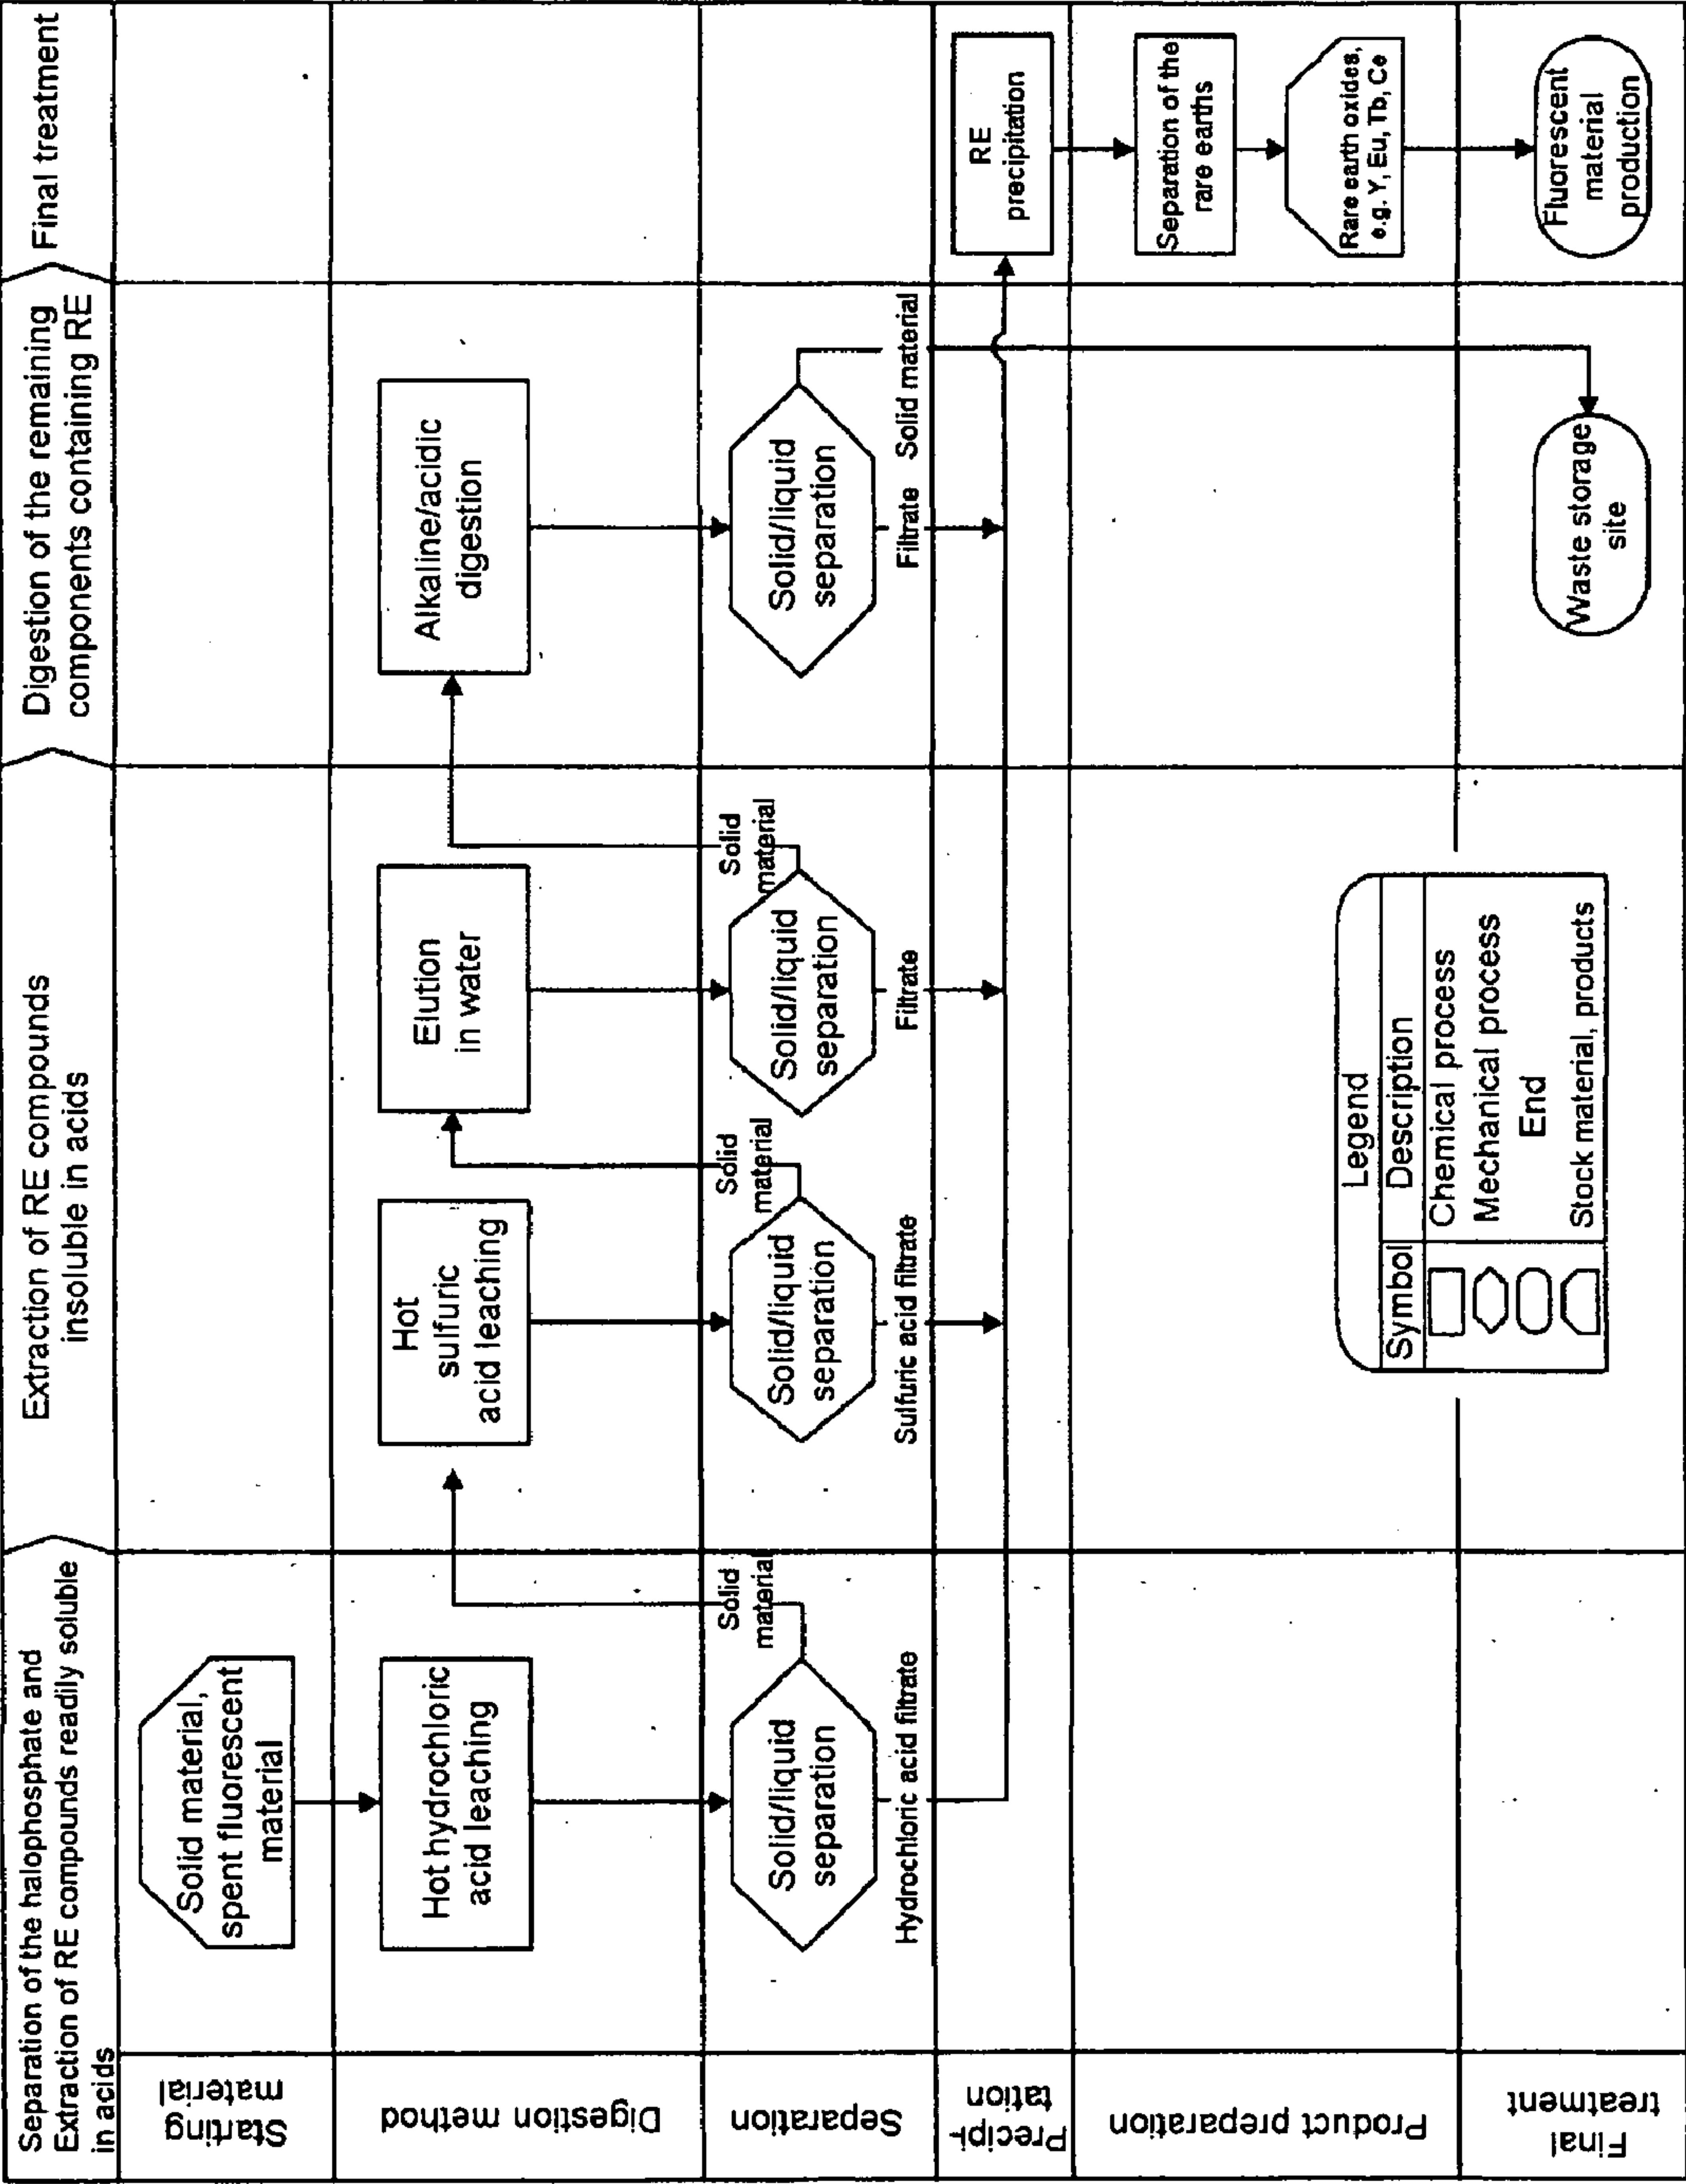 Separation of the halophosphate and
Extraction of RE compounds readily soluble
in acids
Extraction of RE compounds
insoluble in acids
Digestion of the remaining
components containing RE
Final treatment
Starting
material
Solid material,
spent fluorescent
material
Digestion method
Hot hydrochloric
acid leaching
Hot
sulfuric
acid leaching
Elution
in water
Alkaline/acidic
digestion
Separation
Solid/liquid
separation
Solid
material
Hydrochloric acid filtrate
Solid/liquid
separation
Solid
material
Sulfuric acid filtrate
Solid/liquid
separation
Solid
material
Filtrate
Solid/liquid
separation
Filtrate
Solid material
Precipi-
tation
RE
precipitation
Product preparation
Separation of the
rare earths
Rare earth oxides,
e.g. Y, Eu, Tb, Ce
Final
treatment
Waste storage
site
Fluorescent
material
production
Legend
Symbol Description
Chemical process
Mechanical process
End
Stock material, products